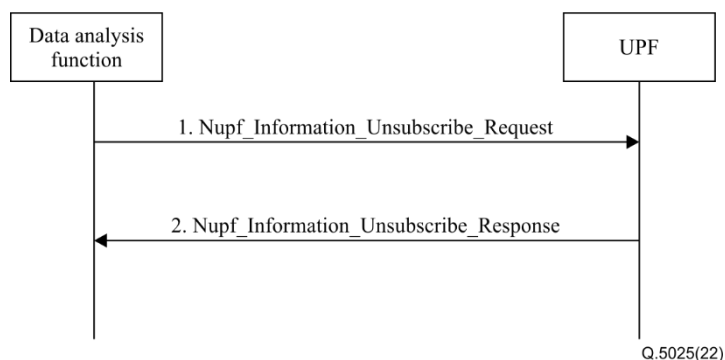 Data analysis
function
UPF
1. Nupf_Information_Unsubscribe_Request
2. Nupf_Information_Unsubscribe_Response
Q.5025(22)